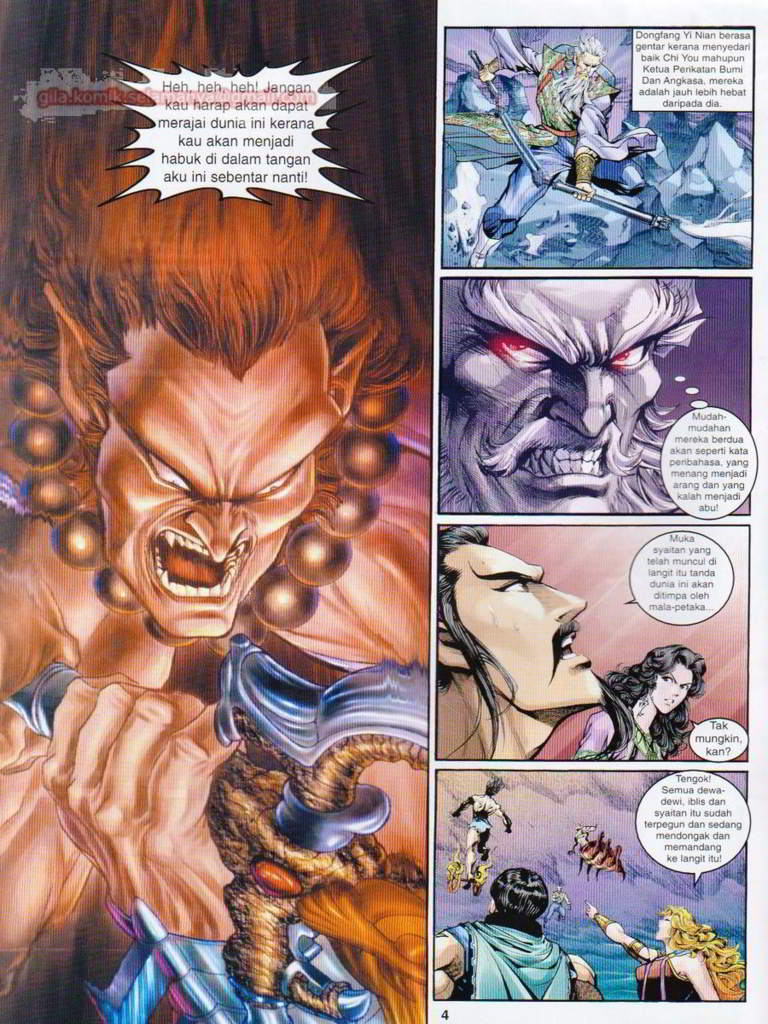 Heh, heh, heh! Jangan
kau harap akan dapat
merajai dunia ini kerana
kau akan menjadi
habuk di dalam tangan
aku ini sebentar nanti!
Dongfang Yi Nian berasa
gentar kerana menyedari
baik Chi You mahupun
Ketua Perikatan Bumi
Dan Angkasa, mereka
adalah jauh lebih hebat
daripada dia.
Mudah-
mudahan
mereka berdua
akan seperti kata
peribahasa, yang
menang menjadi
arang dan yang
kalah menjadi
abu!
Muka
syaitan yang
telah muncul di
langit itu tanda
dunia ini akan
ditimpa oleh
mala-petaka...
Tak
mungkin,
kan?
Tengok!
Semua dewa-
dewi, iblis dan
syaitan itu sudah
terpegun dan sedang
mendongak dan
memandang
ke langit itu!
4